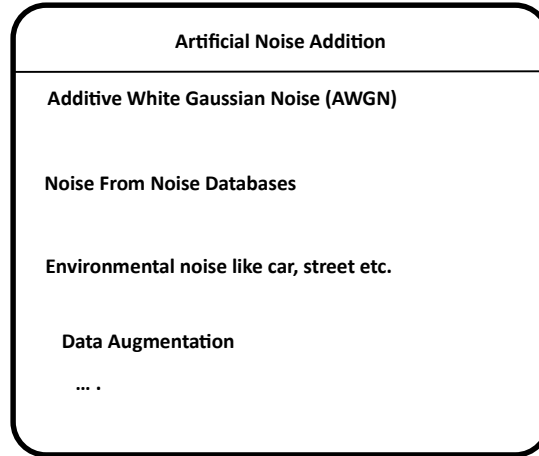 Artificial Noise Addition
Additive White Gaussian Noise (AWGN)
Noise From Noise Databases
Environmental noise like car, street etc.
Data Augmentation
... .